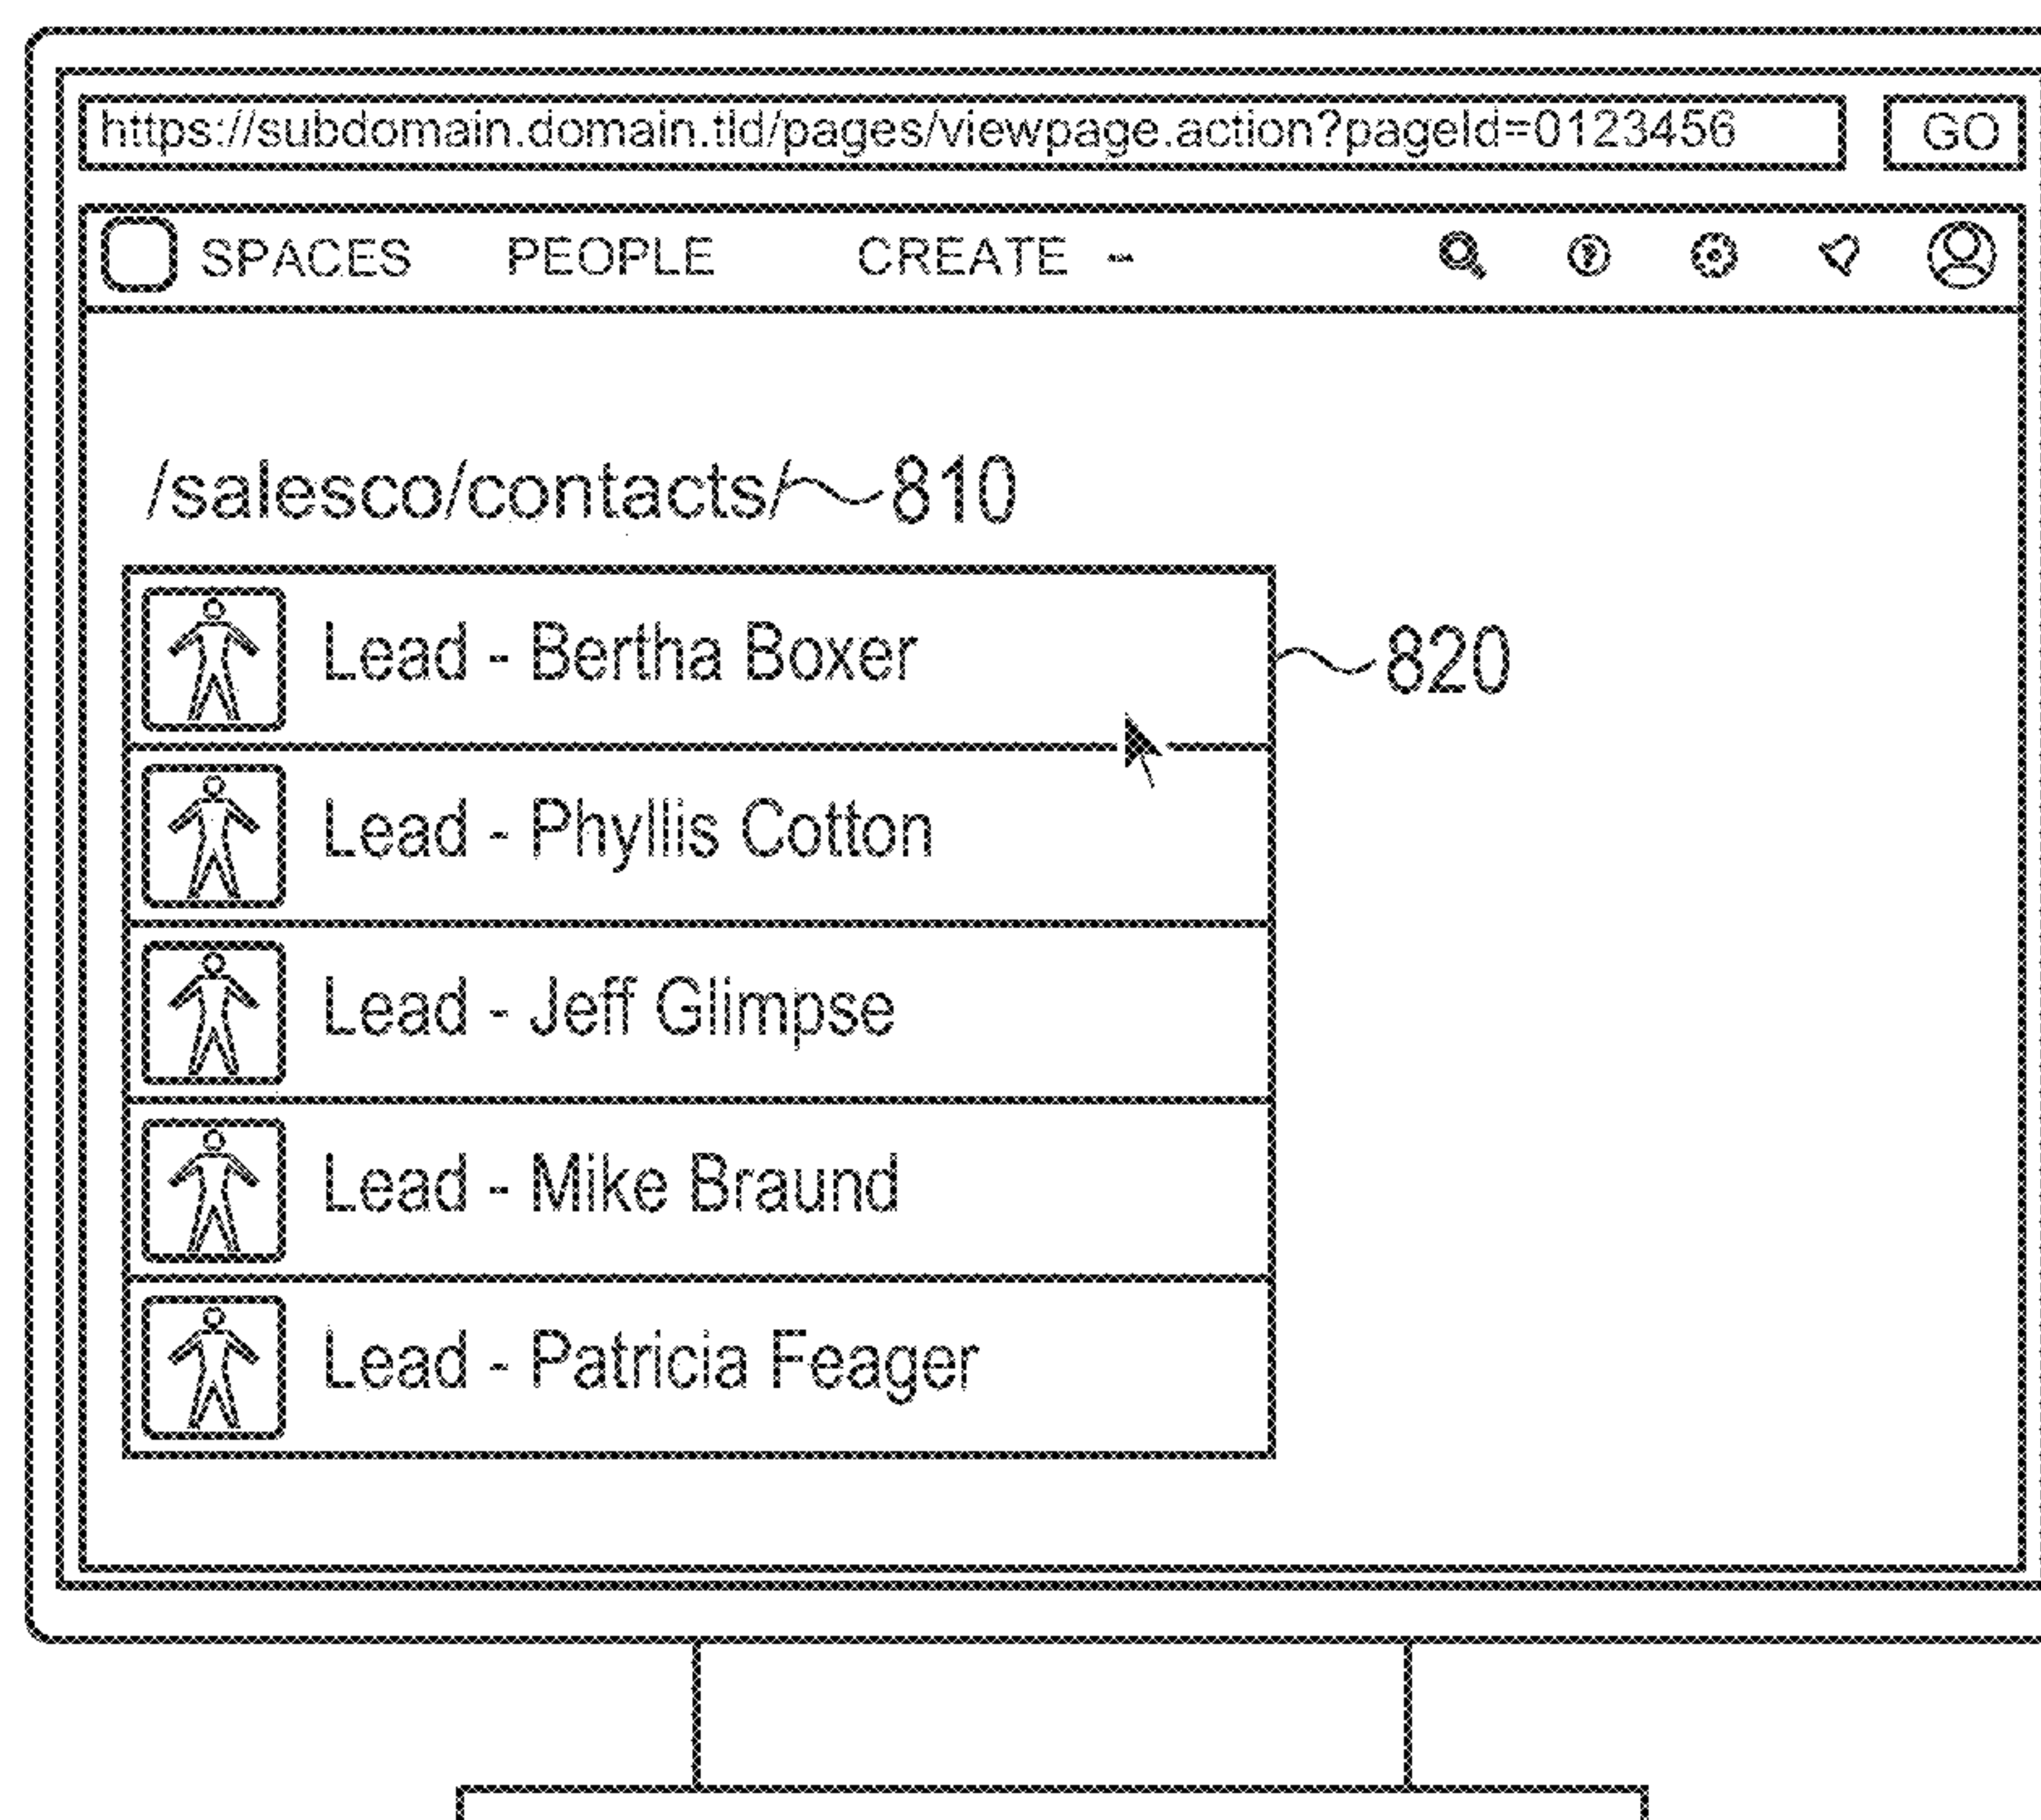 https://subdomain.domain.tld/pages/viewpage.action?pageId=0123456 GO
SPACES PEOPLE CREATE
/salesco/contacts/ 810
Lead - Bertha Boxer 820
Lead - Phyllis Cotton
Lead - Jeff Glimpse
Lead - Mike Braund
Lead - Patricia Feager